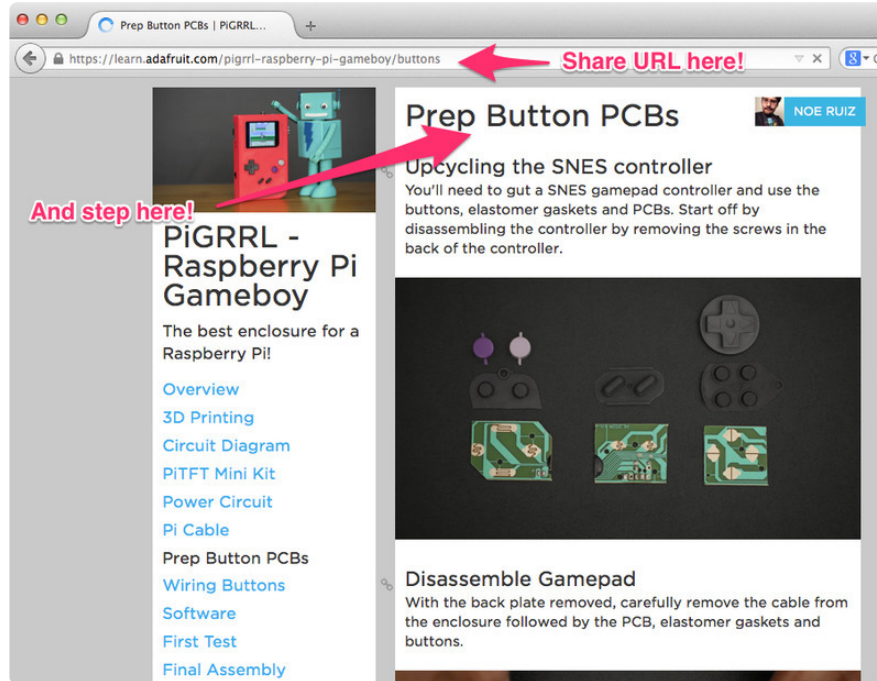 Prep Button PCBs | PiGRRL...
https://learn.adafruit.com/pigrrl-raspberry-pi-gameboy/buttons
Share URL here!
Prep Button PCBs
NOE RUIZ
Upcycling the SNES controller
You'll need to gut a SNES gamepad controller and use the
buttons, elastomer gaskets and PCBs. Start off by
disassembling the controller by removing the screws in the
back of the controller.
And step here!
PiGRRL -
Raspberry Pi
Gameboy
The best enclosure for a
Raspberry Pi!
Overview
3D Printing
Circuit Diagram
PiTFT Mini Kit
Power Circuit
Pi Cable
Prep Button PCBs
Wiring Buttons
Software
First Test
Final Assembly
Disassemble Gamepad
With the back plate removed, carefully remove the cable from
the enclosure followed by the PCB, elastomer gaskets and
buttons.